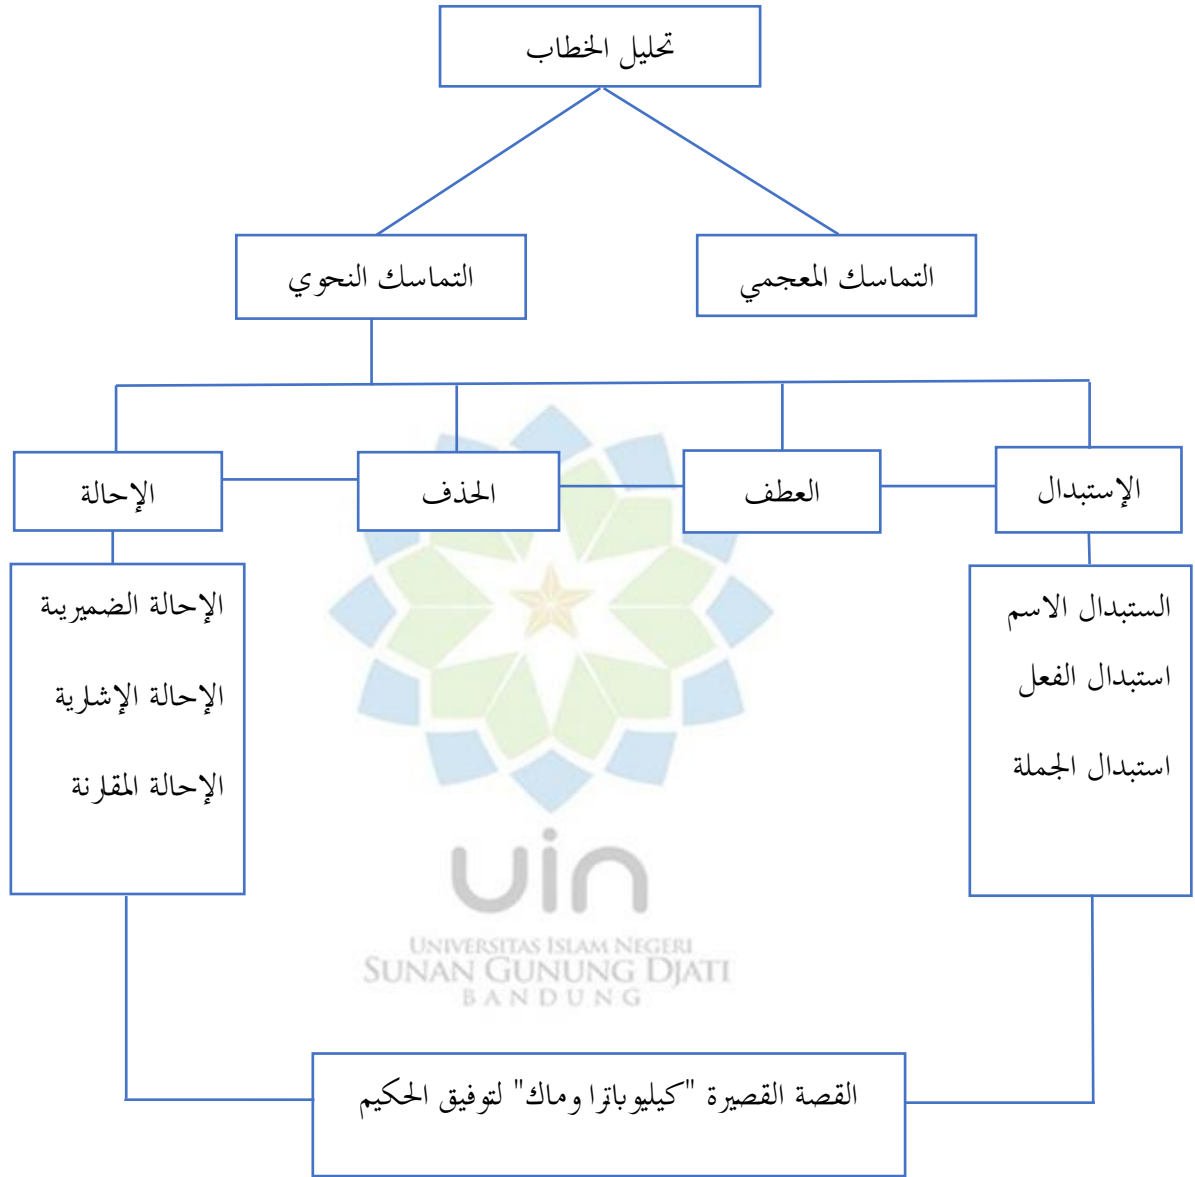 تحليل الخطاب
التماسك المعجمي
التماسك النحوي
الإستبدال
العطف
الحذف
الإحالة
الستبدال الاسم
استبدال الفعل
استبدال الجملة
الإحالة الضميريىة
الإحالة الإشارية
الإحالة المقارنة
uin
UNIVERSITAS ISLAM NEGERI
SUNAN GUNUNG DJATI
BANDUNG
القصة القصيرة "كيليوباترا وماك" لتوفيق الحكيم